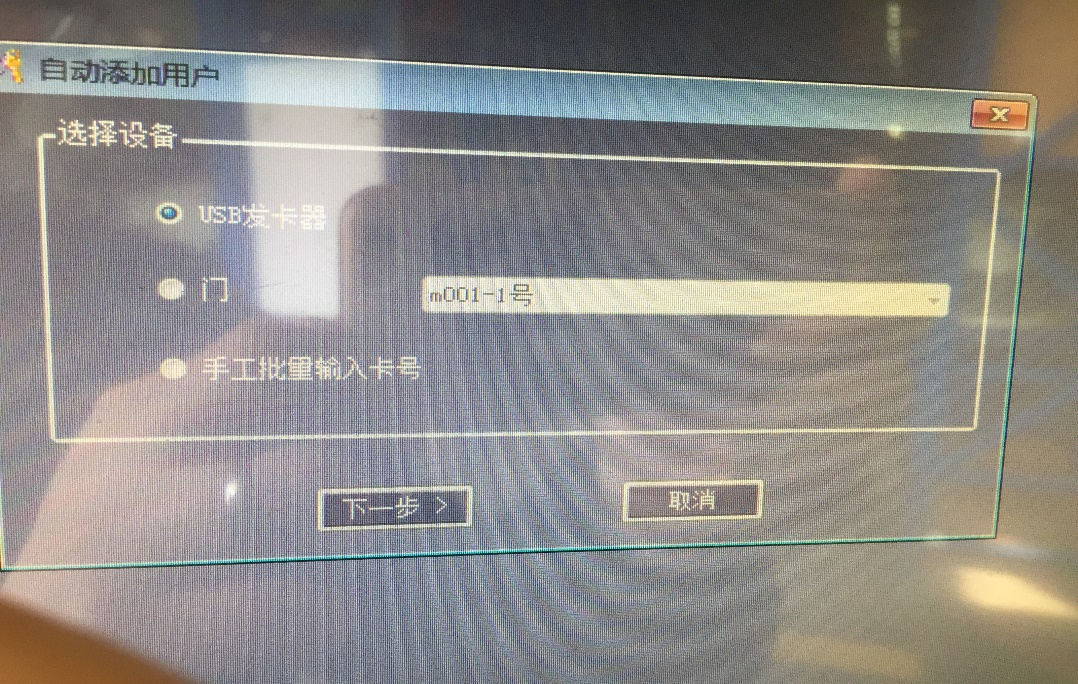 自动添加用户
选择设备
USB发卡器
门
m001-1号
手工批量输入卡号
下一步 >
取消